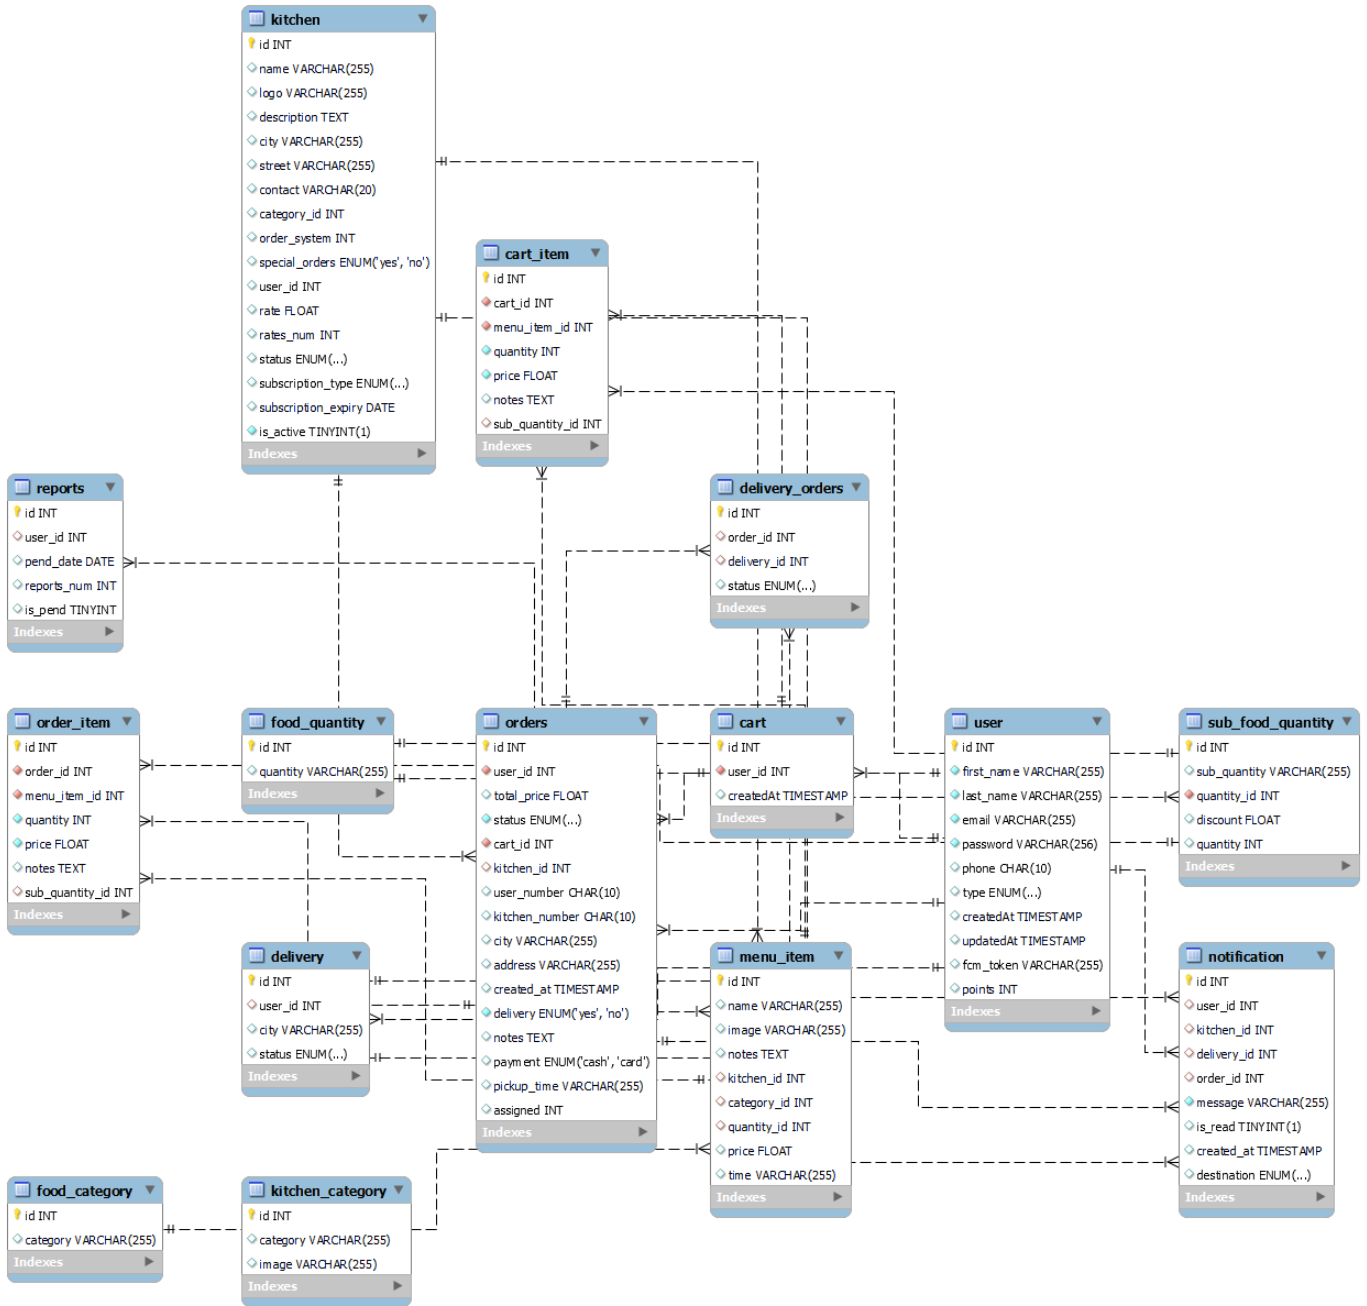 kitchen
id INT
name VARCHAR(255)
logo VARCHAR(255)
description TEXT
city VARCHAR(255)
street VARCHAR(255)
contact VARCHAR(20)
category_id INT
order_system INT
special_orders ENUM('yes', 'no')
user_id INT
rate FLOAT
rates_num INT
status ENUM(...)
subscription_type ENUM(...)
subscription_expiry DATE
is_active TINYINT(1)
Indexes
cart_item
id INT
cart_id INT
menu_item_id INT
quantity INT
price FLOAT
notes TEXT
sub_quantity_id INT
Indexes
reports
id INT
user_id INT
pend_date DATE
reports_num INT
is_pend TINYINT
Indexes
delivery_orders
id INT
order_id INT
delivery_id INT
status ENUM(...)
Indexes
order_item
id INT
order_id INT
menu_item_id INT
quantity INT
price FLOAT
notes TEXT
sub_quantity_id INT
Indexes
food_quantity
id INT
quantity VARCHAR(255)
Indexes
orders
id INT
user_id INT
total_price FLOAT
status ENUM(...)
cart_id INT
kitchen_id INT
user_number CHAR(10)
kitchen_number CHAR(10)
city VARCHAR(255)
address VARCHAR(255)
created_at TIMESTAMP
delivery ENUM('yes', 'no')
notes TEXT
payment ENUM('cash', 'card')
pickup_time VARCHAR(255)
assigned INT
Indexes
cart
id INT
user_id INT
createdAt TIMESTAMP
Indexes
user
id INT
first_name VARCHAR(255)
last_name VARCHAR(255)
email VARCHAR(255)
password VARCHAR(256)
phone CHAR(10)
type ENUM(...)
createdAt TIMESTAMP
updatedAt TIMESTAMP
fcm_token VARCHAR(255)
points INT
Indexes
sub_food_quantity
id INT
sub_quantity VARCHAR(255)
quantity_id INT
discount FLOAT
quantity INT
Indexes
delivery
id INT
user_id INT
city VARCHAR(255)
status ENUM(...)
Indexes
menu_item
id INT
name VARCHAR(255)
image VARCHAR(255)
notes TEXT
kitchen_id INT
category_id INT
quantity_id INT
price FLOAT
time VARCHAR(255)
Indexes
notification
id INT
user_id INT
kitchen_id INT
delivery_id INT
order_id INT
message VARCHAR(255)
is_read TINYINT(1)
created_at TIMESTAMP
destination ENUM(...)
Indexes
food_category
id INT
category VARCHAR(255)
Indexes
kitchen_category
id INT
category VARCHAR(255)
image VARCHAR(255)
Indexes